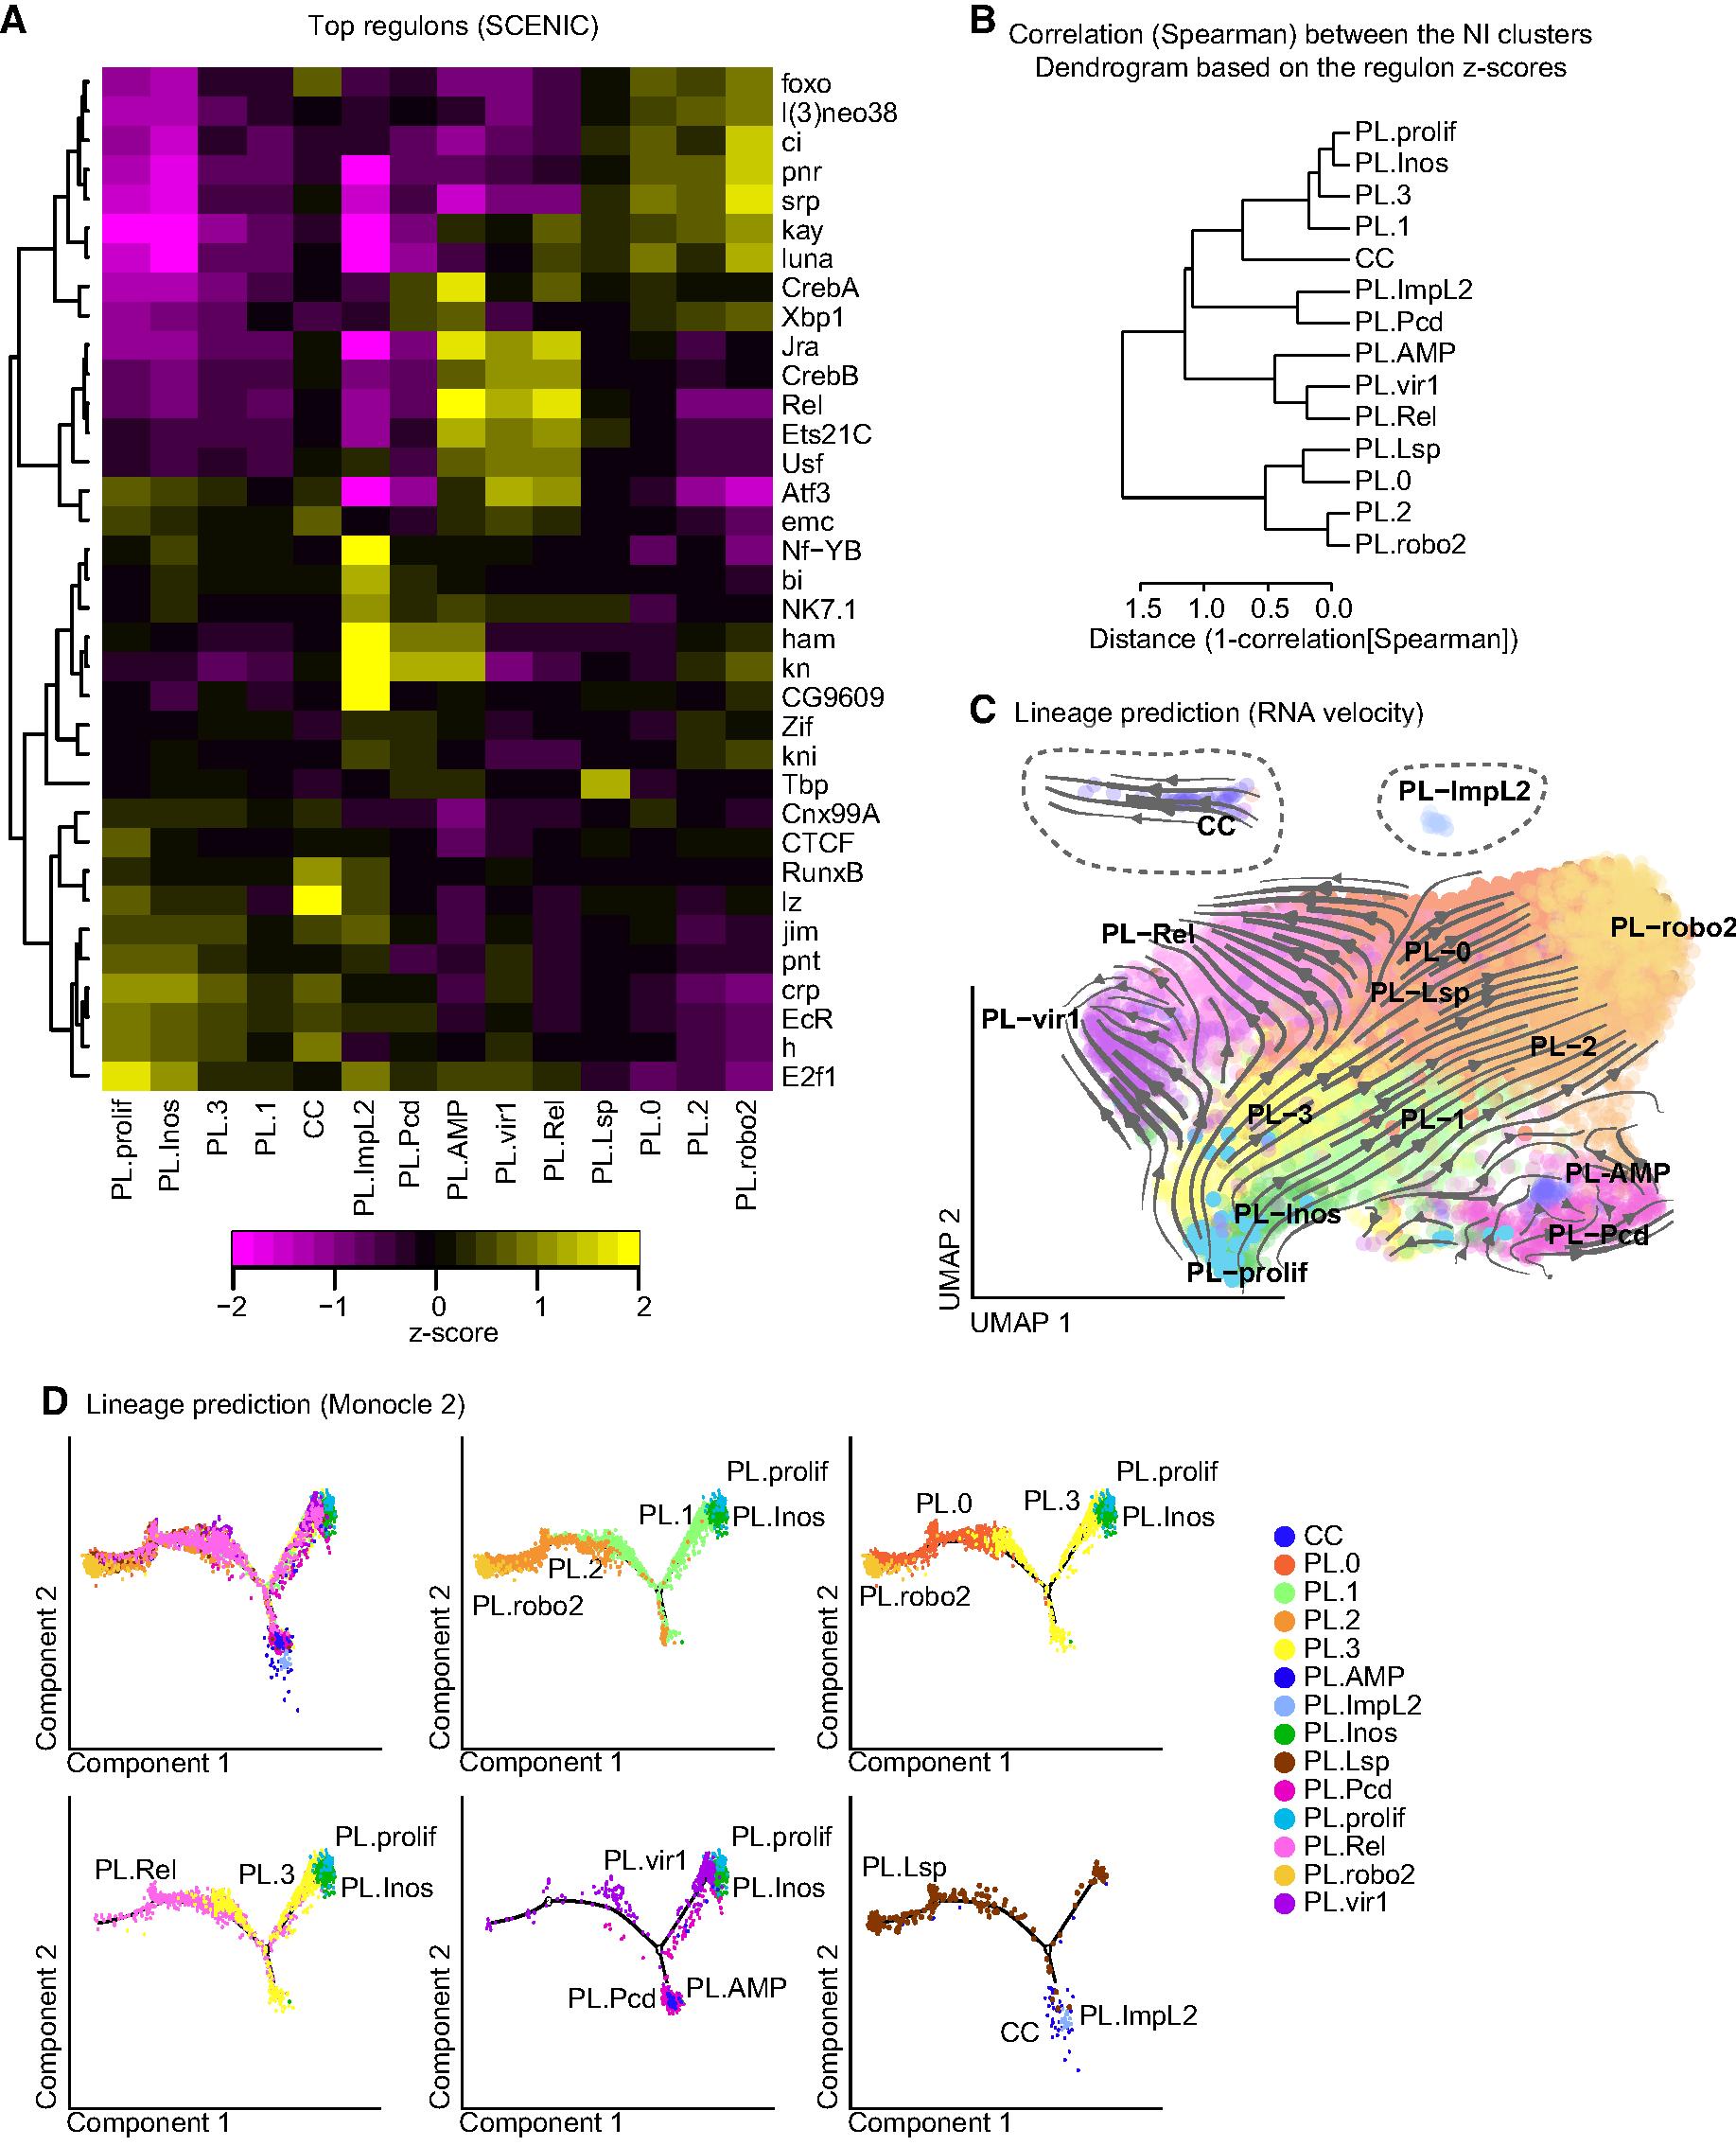 A
Top regulons (SCENIC)
foxo
l(3)neo38
ci
pnr
srp
kay
luna
CrebA
Xbp1
Jra
CrebB
Rel
Ets21C
Usf
Atf3
emc
Nf−YB
bi
NK7.1
ham
kn
CG9609
Zif
kni
Tbp
Cnx99A
CTCF
RunxB
lz
jim
pnt
crp
EcR
h
E2f1
PL.prolif
PL.Inos
PL.3
PL.1
CC
PL.ImpL2
PL.Pcd
PL.AMP
PL.vir1
PL.Rel
PL.Lsp
PL.0
PL.2
PL.robo2
−2 −1 0 1 2
z-score
B
Correlation (Spearman) between the NI clusters
Dendrogram based on the regulon z-scores
PL.prolif
PL.Inos
PL.3
PL.1
CC
PL.ImpL2
PL.Pcd
PL.AMP
PL.vir1
PL.Rel
PL.Lsp
PL.0
PL.2
PL.robo2
1.5 1.0 0.5 0.0
Distance (1-correlation[Spearman])
C
Lineage prediction (RNA velocity)
CC
PL−ImpL2
PL−Rel
PL−robo2
PL−0
PL−Lsp
PL−vir1
PL−2
PL−3
PL−1
PL-AMP
PL−Inos
PL−Pcd
PL−prolif
UMAP 2
UMAP 1
D
Lineage prediction (Monocle 2)
Component 2
Component 1
PL.prolif
PL.1
PL.Inos
PL.2
PL.robo2
Component 2
Component 1
PL.prolif
PL.0
PL.3
PL.Inos
PL.robo2
Component 2
Component 1
PL.prolif
PL.Rel
PL.3
PL.Inos
Component 2
Component 1
PL.prolif
PL.vir1
PL.Inos
PL.Pcd
PL.AMP
Component 2
Component 1
PL.Lsp
PL.ImpL2
CC
Component 2
Component 1
CC
PL.0
PL.1
PL.2
PL.3
PL.AMP
PL.ImpL2
PL.Inos
PL.Lsp
PL.Pcd
PL.prolif
PL.Rel
PL.robo2
PL.vir1